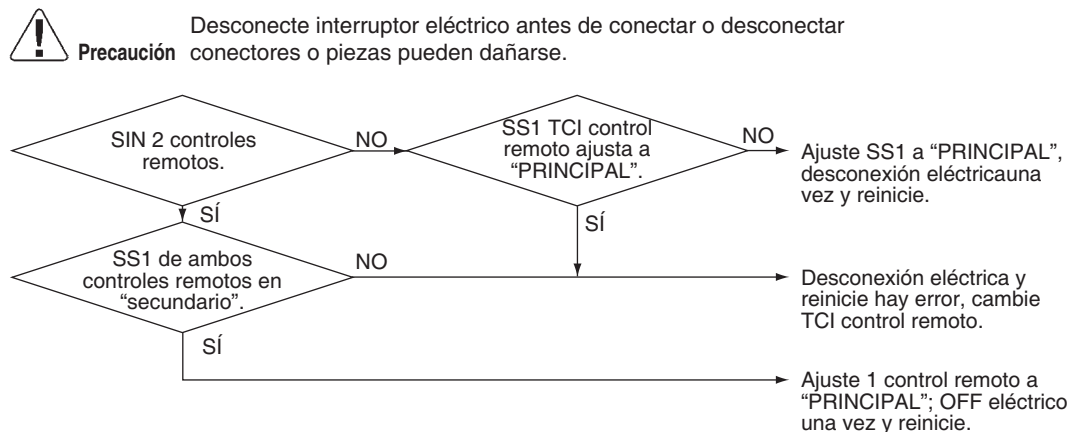 Desconecte interruptor eléctrico antes de conectar o desconectar
Precaución conectores o piezas pueden dañarse.
SIN 2 controles
remotos.
NO
SS1 TCI control
remoto ajusta a
“PRINCIPAL”.
NO
Ajuste SS1 a “PRINCIPAL”,
desconexión eléctricauna
vez y reinicie.
SÍ
SÍ
SS1 de ambos
controles remotos en
“secundario”.
NO
Desconexión eléctrica y
reinicie hay error, cambie
TCI control remoto.
SÍ
Ajuste 1 control remoto a
“PRINCIPAL”; OFF eléctrico
una vez y reinicie.